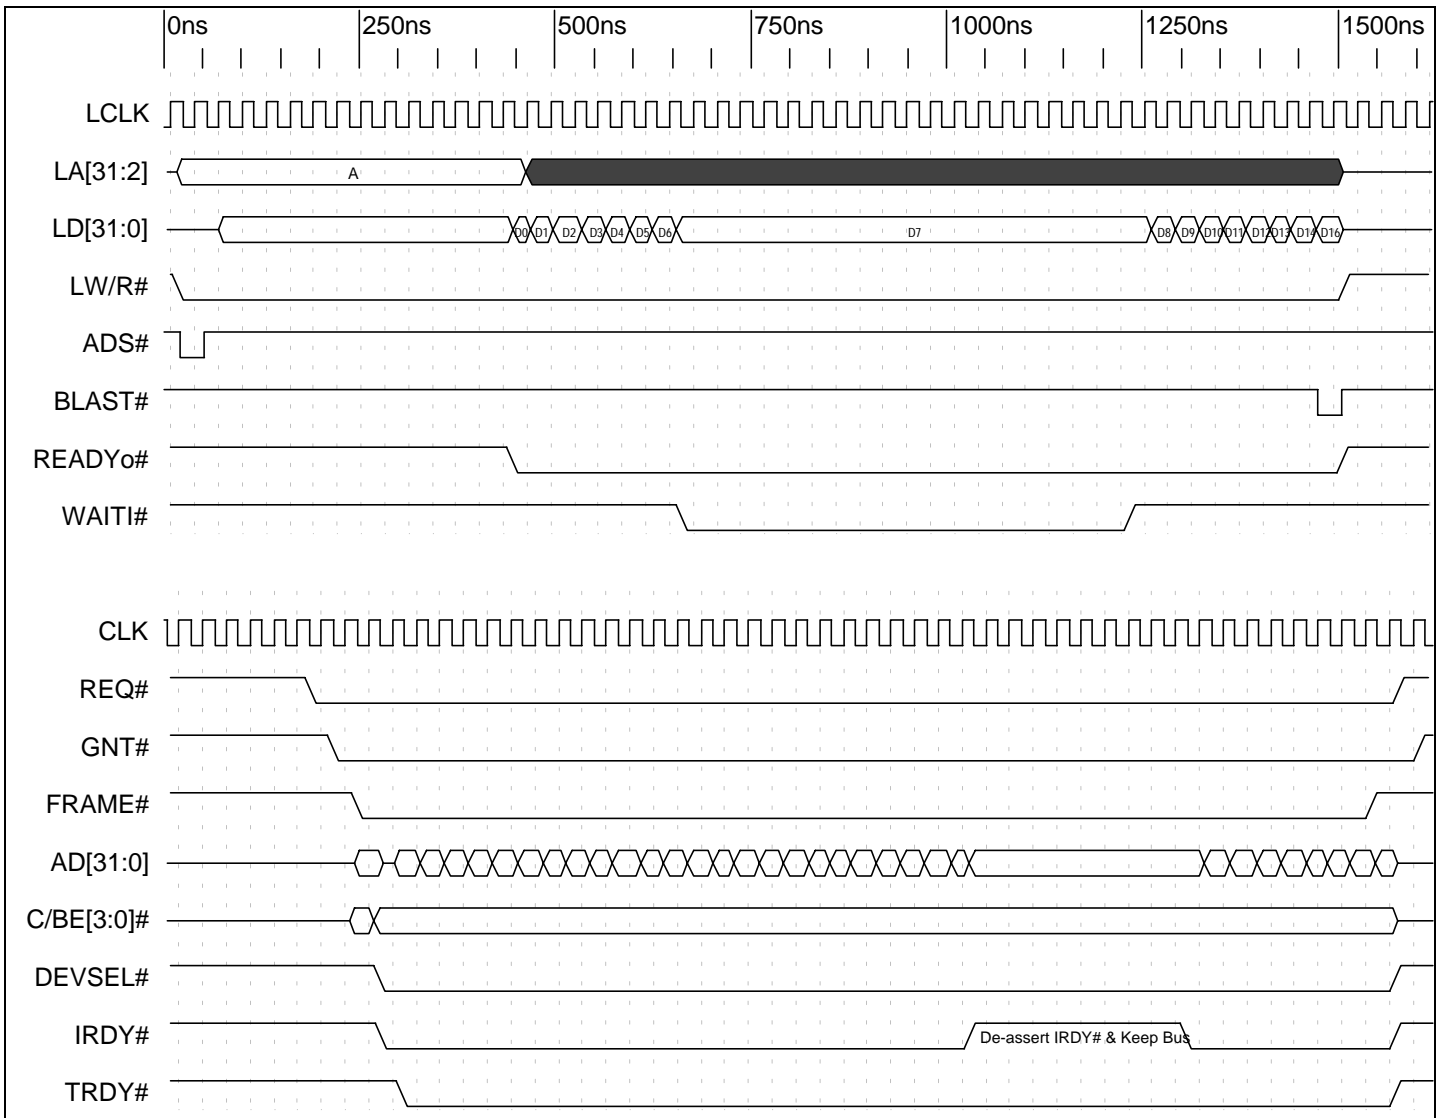 0ns 250ns 500ns 750ns 1000ns 1250ns 1500ns
LCLK
LA[31:2] A
LD[31:0] D0 D1 D2 D3 D4 D5 D6 D7 D8 D9 D10 D11 D12 D13 D14 D16
LW/R#
ADS#
BLAST#
READYo#
WAITI#
CLK
REQ#
GNT#
FRAME#
AD[31:0]
C/BE[3:0]#
DEVSEL#
IRDY# De-assert IRDY# & Keep Bus
TRDY#